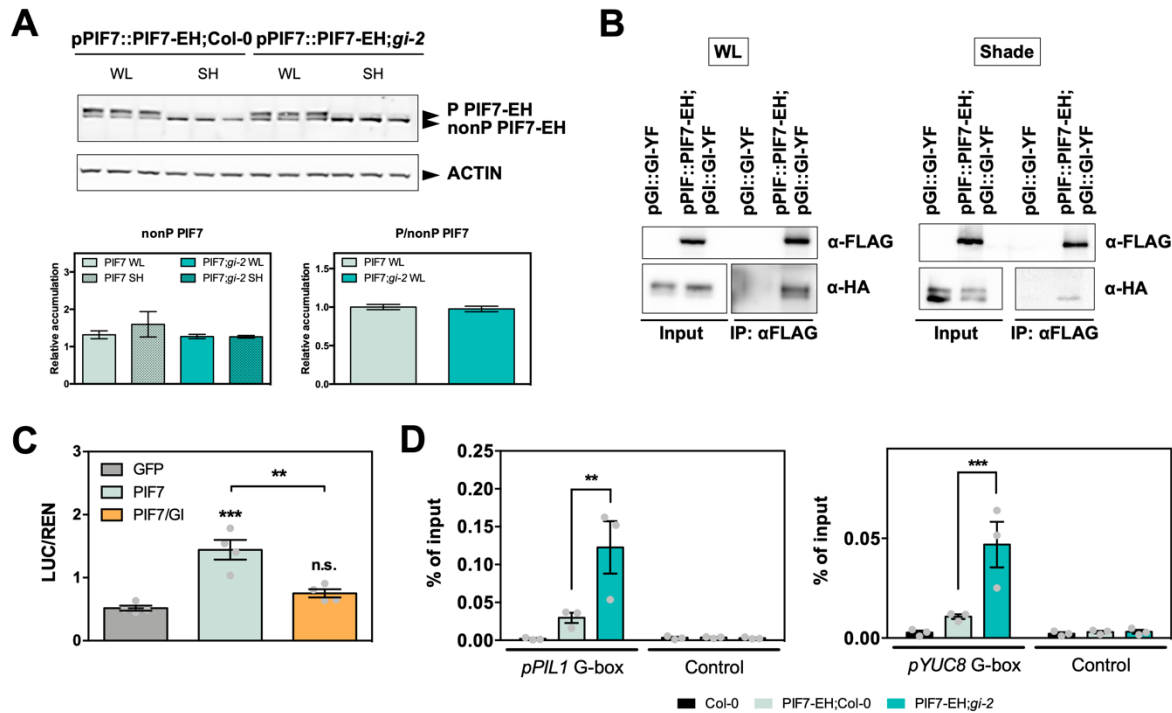 A
pPIF7::PIF7-EH;Col-0 pPIF7::PIF7-EH;gi-2
WL SH WL SH
P PIF7-EH
nonP PIF7-EH
ACTIN
nonP PIF7
Relative accumulation
3
2
1
0
PIF7 WL
PIF7 SH
PIF7;gi-2 WL
PIF7;gi-2 SH
P/nonP PIF7
Relative accumulation
1.5
1.0
0.5
0.0
PIF7 WL
PIF7;gi-2 WL
B
WL
pGI::GI-YF
pPIF::PIF7-EH;
pGI::GI-YF
pGI::GI-YF
pPIF::PIF7-EH;
pGI::GI-YF
α-FLAG
α-HA
Input
IP: αFLAG
Shade
pGI::GI-YF
pPIF::PIF7-EH;
pGI::GI-YF
pGI::GI-YF
pPIF::PIF7-EH;
pGI::GI-YF
α-FLAG
α-HA
Input
IP: αFLAG
C
LUC/REN
3
2
1
0
GFP
PIF7
PIF7/GI
**
***
n.s.
D
% of input
0.25
0.20
0.15
0.10
0.05
0.00
**
pPIL1 G-box
Control
% of input
0.05
0.00
***
pYUC8 G-box
Control
Col-0 PIF7-EH;Col-0 PIF7-EH;gi-2